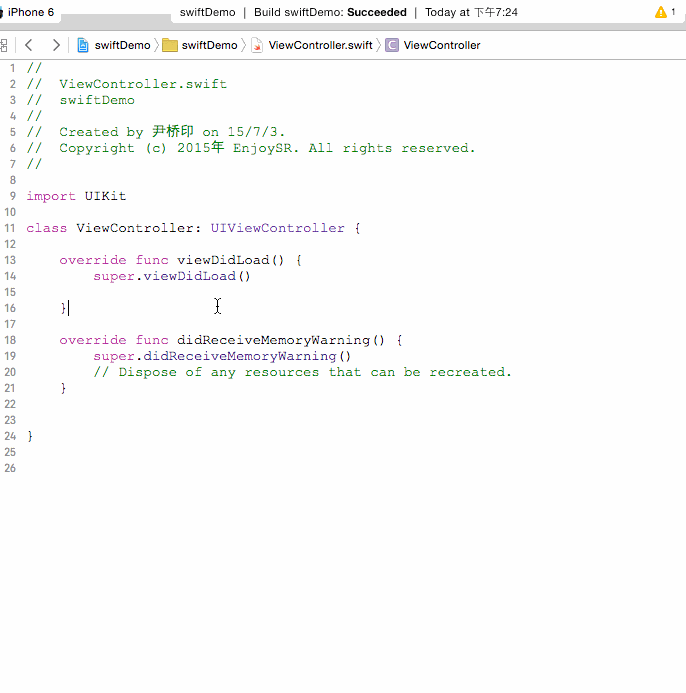 iPhone 6
swiftDemo | Build swiftDemo: Succeeded | Today at 下午7:24
1
swiftDemo
swiftDemo
ViewController.swift
C ViewController
1 //
2 //  ViewController.swift
3 //  swiftDemo
4 //
5 //  Created by 尹桥印 on 15/7/3.
6 //  Copyright (c) 2015年 EnjoySR. All rights reserved.
7 //
8
9 import UIKit
10
11 class ViewController: UIViewController {
12
13     override func viewDidLoad() {
14         super.viewDidLoad()
15
16     }
17
18     override func didReceiveMemoryWarning() {
19         super.didReceiveMemoryWarning()
20         // Dispose of any resources that can be recreated.
21     }
22
23
24 }
25
26